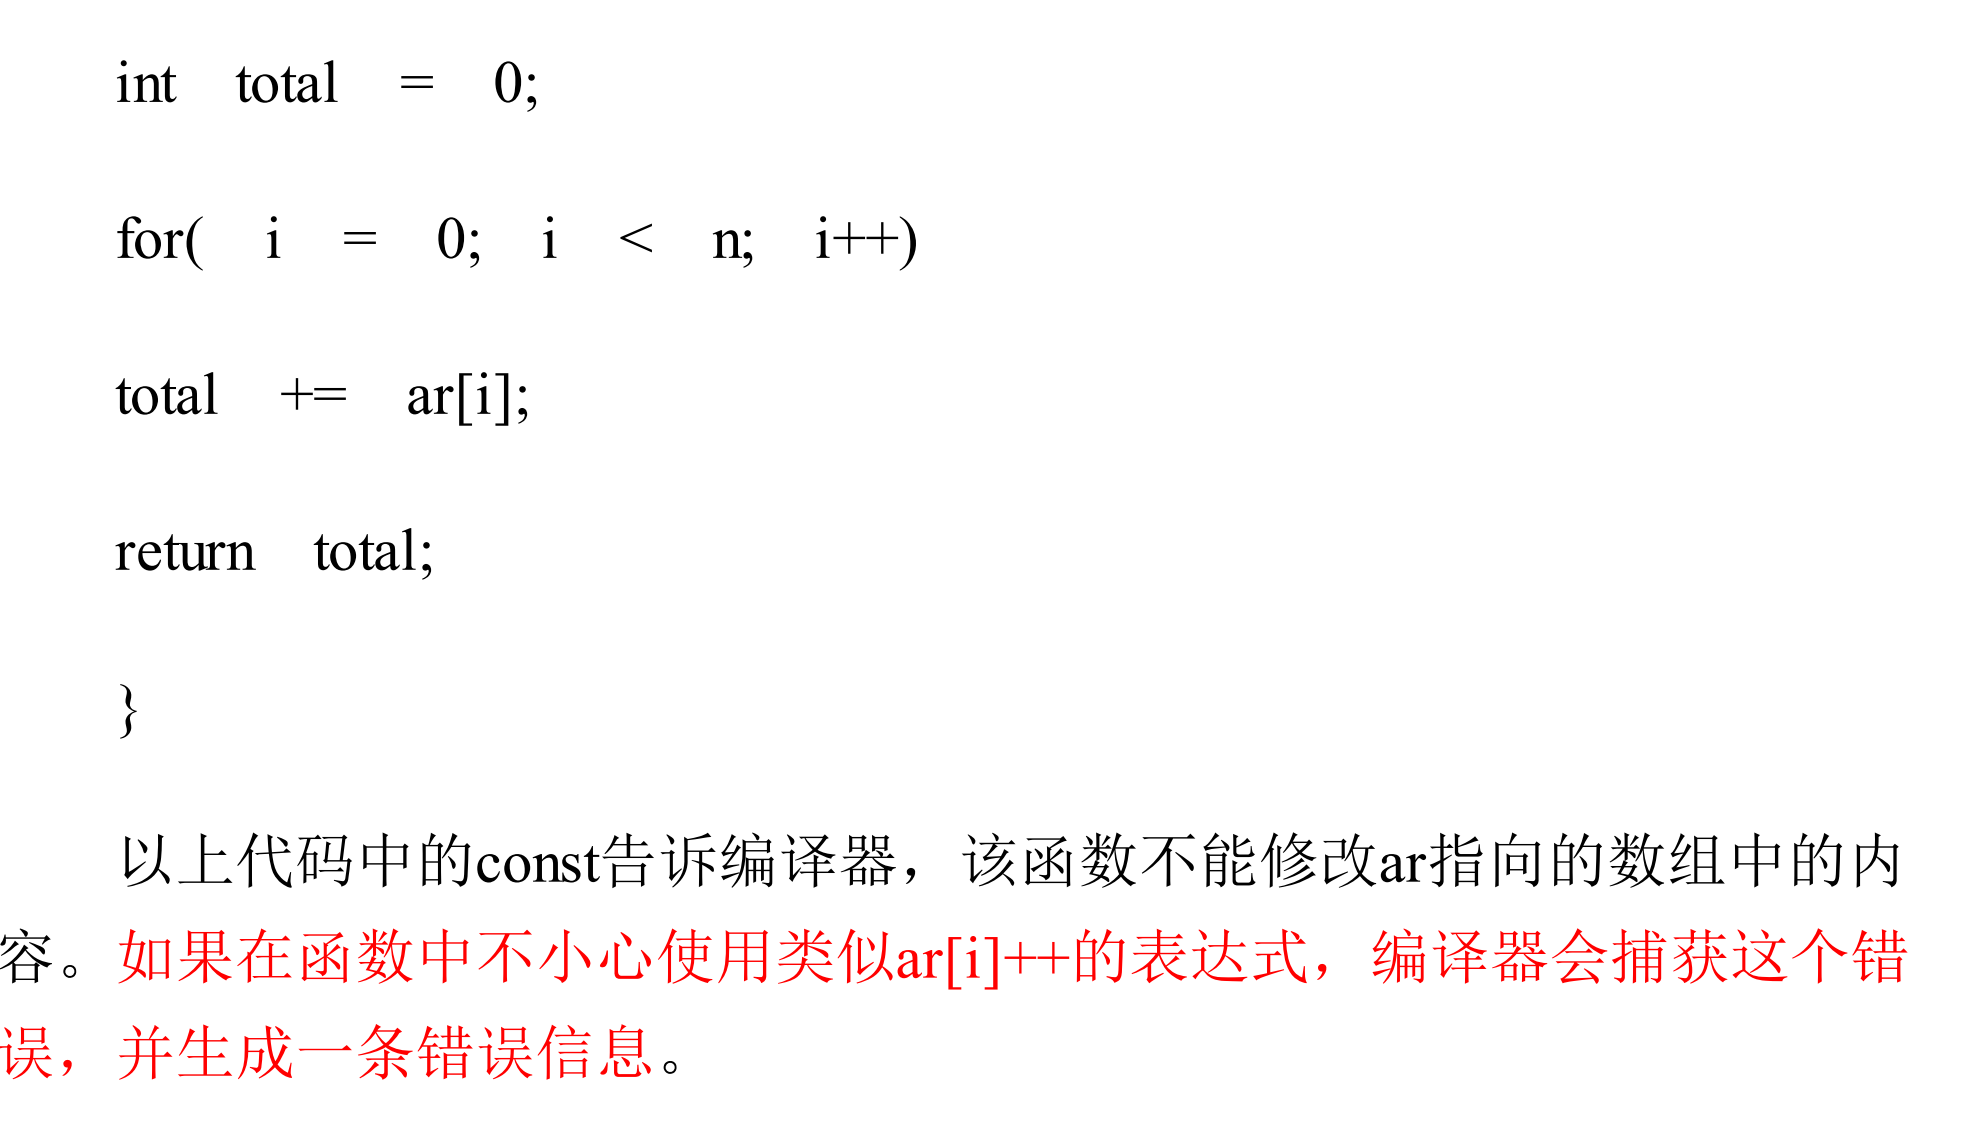 int total = 0;
for( i = 0; i < n; i++)
total += ar[i];
return total;
}
以上代码中的const告诉编译器，该函数不能修改ar指向的数组中的内
容。如果在函数中不小心使用类似ar[i]++的表达式，编译器会捕获这个错
误，并生成一条错误信息。